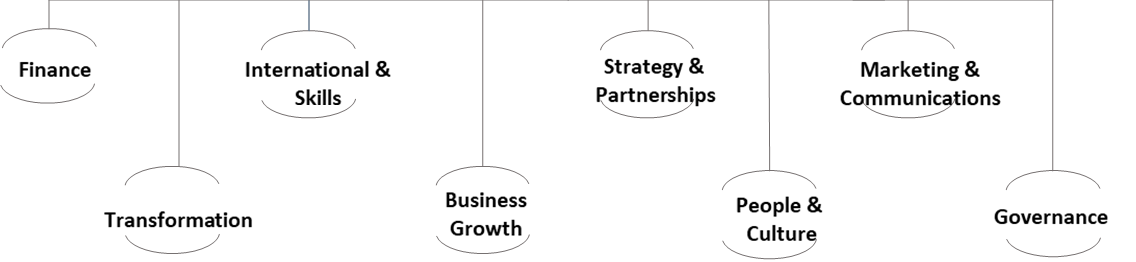 Finance
International &
Skills
Strategy &
Partnerships
Marketing &
Communications
Transformation
Business
Growth
People &
Culture
Governance